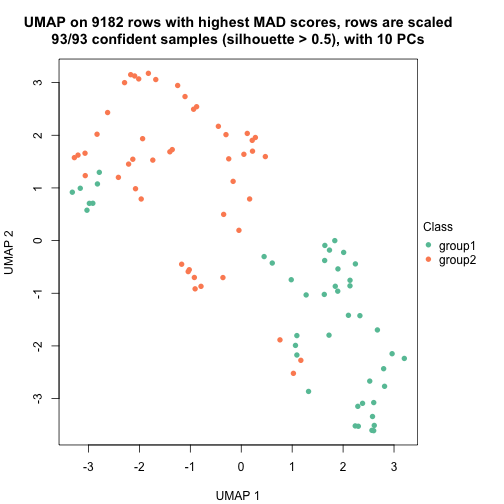 UMAP on 9182 rows with highest MAD scores, rows are scaled
93/93 confident samples (silhouette > 0.5), with 10 PCs
3
2
1
0
-1
-2
-3
UMAP 2
Class
group1
group2
-3 -2 -1 0 1 2 3
UMAP 1